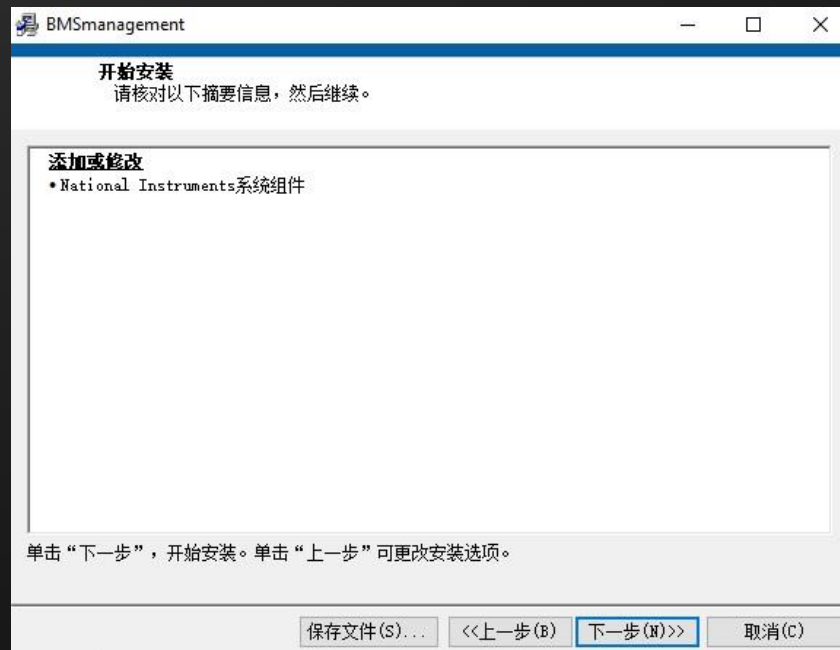 BMSmanagement
开始安装
请核对以下摘要信息，然后继续。
添加或修改
•National Instruments系统组件
单击“下一步”，开始安装。单击“上一步”可更改安装选项。
保存文件(S)... <<上一步(B) 下一步(N)>> 取消(C)